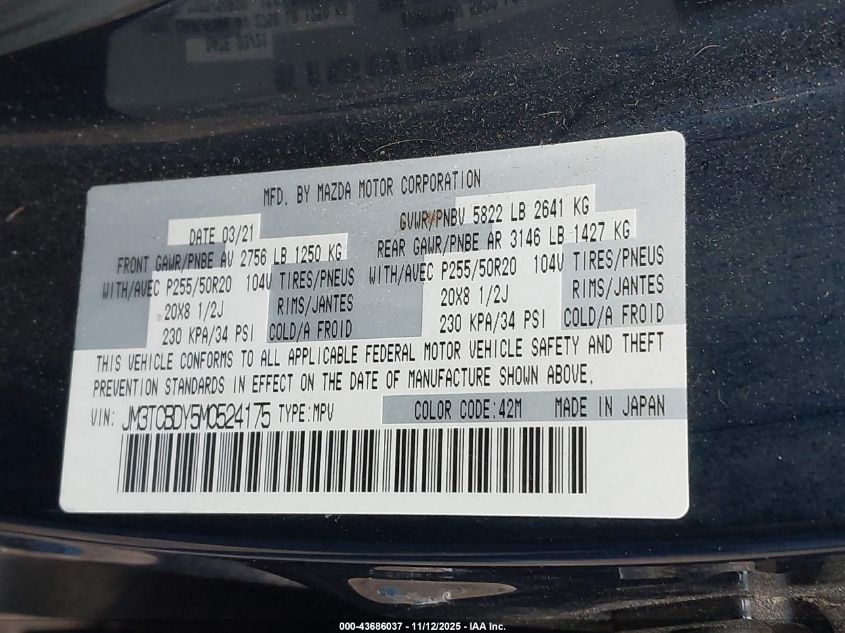 MFD. BY MAZDA MOTOR CORPORATION
DATE 03/21 GVWR/PNBV 5822 LB 2641 KG
FRONT GAWR/PNBE AV 2756 LB 1250 KG REAR GAWR/PNBE AR 3146 LB 1427 KG
WITH/AVEC P255/50R20 104V TIRES/PNEUS WITH/AVEC P255/50R20 104V TIRES/PNEUS
20X8 1/2J RIMS/JANTES 20X8 1/2J RIMS/JANTES
230 KPA/34 PSI COLD/A FROID 230 KPA/34 PSI COLD/A FROID
THIS VEHICLE CONFORMS TO ALL APPLICABLE FEDERAL MOTOR VEHICLE SAFETY AND THEFT
PREVENTION STANDARDS IN EFFECT ON THE DATE OF MANUFACTURE SHOWN ABOVE.
VIN: JM3TCBDY5M0524175 TYPE:MPV COLOR CODE:42M MADE IN JAPAN
000-43686037 - 11/12/2025 - IAA Inc.